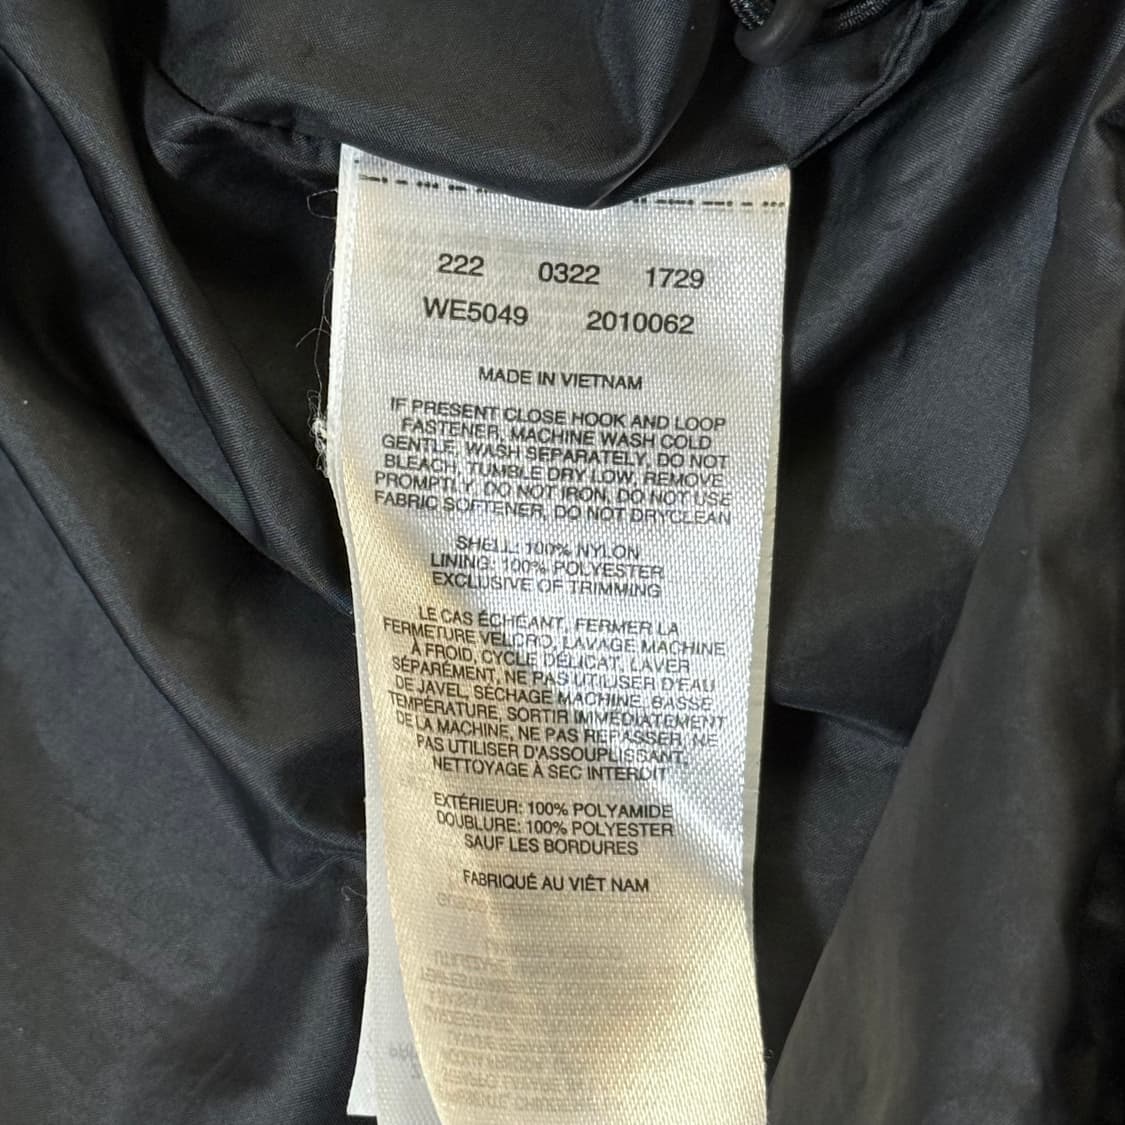 222 0322 1729
WE5049 2010062
MADE IN VIETNAM
IF PRESENT CLOSE HOOK AND LOOP
FASTENER, MACHINE WASH COLD
GENTLE, WASH SEPARATELY, DO NOT
BLEACH, TUMBLE DRY LOW, REMOVE
PROMPTLY, DO NOT IRON, DO NOT USE
FABRIC SOFTENER, DO NOT DRYCLEAN
SHELL: 100% NYLON
LINING: 100% POLYESTER
EXCLUSIVE OF TRIMMING
LE CAS ÉCHÉANT, FERMER LA
FERMETURE VELCRO, LAVAGE MACHINE
À FROID, CYCLE DÉLICAT, LAVER
SÉPARÉMENT, NE PAS UTILISER D'EAU
DE JAVEL, SÉCHAGE MACHINE, BASSE
TEMPÉRATURE, SORTIR IMMÉDIATEMENT
DE LA MACHINE, NE PAS REPASSER, NE
PAS UTILISER D'ASSOUPLISSANT,
NETTOYAGE À SEC INTERDIT
EXTÉRIEUR: 100% POLYAMIDE
DOUBLURE: 100% POLYESTER
SAUF LES BORDURES
FABRIQUÉ AU VIÊT NAM